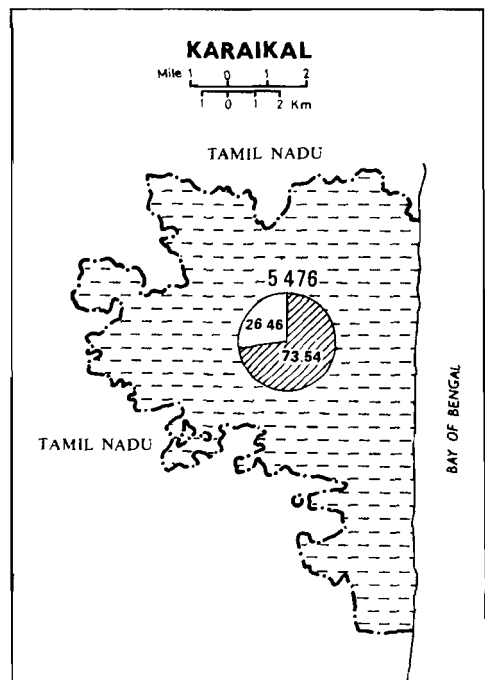 KARAIKAL
Mile 1 0 1 2
1 0 1 2 Km
TAMIL NADU
5 476
26 46
73.54
TAMIL NADU
BAY OF BENGAL